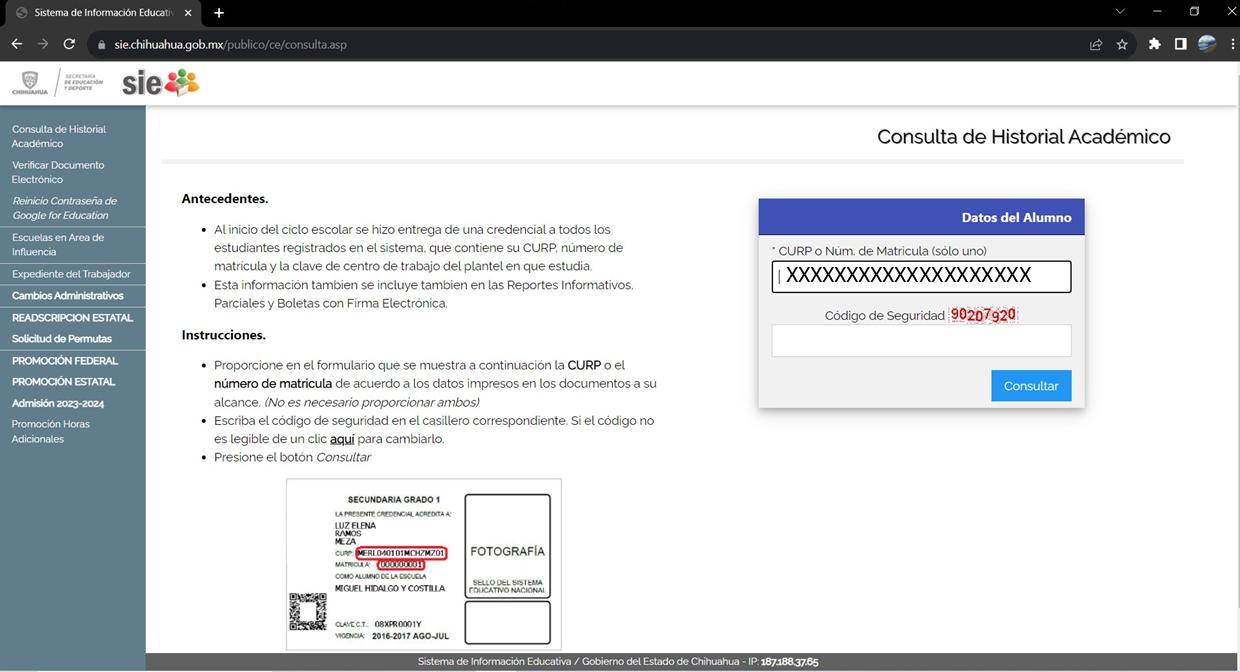 Sistema de Información Educati
sie.chihuahua.gob.mx/publico/ce/consulta.asp
CHIHUAHUA
SECRETARÍA
DE EDUCACIÓN
Y DEPORTE
sie
Consulta de Historial
Académico
Verificar Documento
Electrónico
Reinicio Contraseña de
Google for Education
Escuelas en Area de
Influencia
Expediente del Trabajador
Cambios Administrativos
READSCRIPCION ESTATAL
Solicitud de Permutas
PROMOCIÓN FEDERAL
PROMOCIÓN ESTATAL
Admisión 2023-2024
Promoción Horas
Adicionales
Consulta de Historial Académico
Antecedentes.
• Al inicio del ciclo escolar se hizo entrega de una credencial a todos los
estudiantes registrados en el sistema, que contiene su CURP, número de
matrícula y la clave de centro de trabajo del plantel en que estudia.
• Esta información tambien se incluye tambien en las Reportes Informativos,
Parciales y Boletas con Firma Electrónica.
Instrucciones.
• Proporcione en el formulario que se muestra a continuación la CURP o el
número de matricula de acuerdo a los datos impresos en los documentos a su
alcance. (No es necesario proporcionar ambos)
• Escriba el código de seguridad en el casillero correspondiente. Si el código no
es legible de un clic aquí para cambiarlo.
• Presione el botón Consultar
Datos del Alumno
* CURP o Núm. de Matricula (sólo uno)
XXXXXXXXXXXXXXXXXXXX
Código de Seguridad 90207920
Consultar
SECUNDARIA GRADO 1
LA PRESENTE CREDENCIAL ACREDITA A:
LUZ ELENA
RAMOS
MEZA
CURP: MERL040101MCHZMZ01
MATRICULA: 000000001
COMO ALUMNO DE LA ESCUELA
MIGUEL HIDALGO Y COSTILLA
CLAVE C.T.: 08XPR0001Y
VIGENCIA: 2016-2017 AGO-JUL
FOTOGRAFÍA
SELLO DEL SISTEMA
EDUCATIVO NACIONAL
Sistema de Información Educativa / Gobierno del Estado de Chihuahua - IP: 187.188.37.65